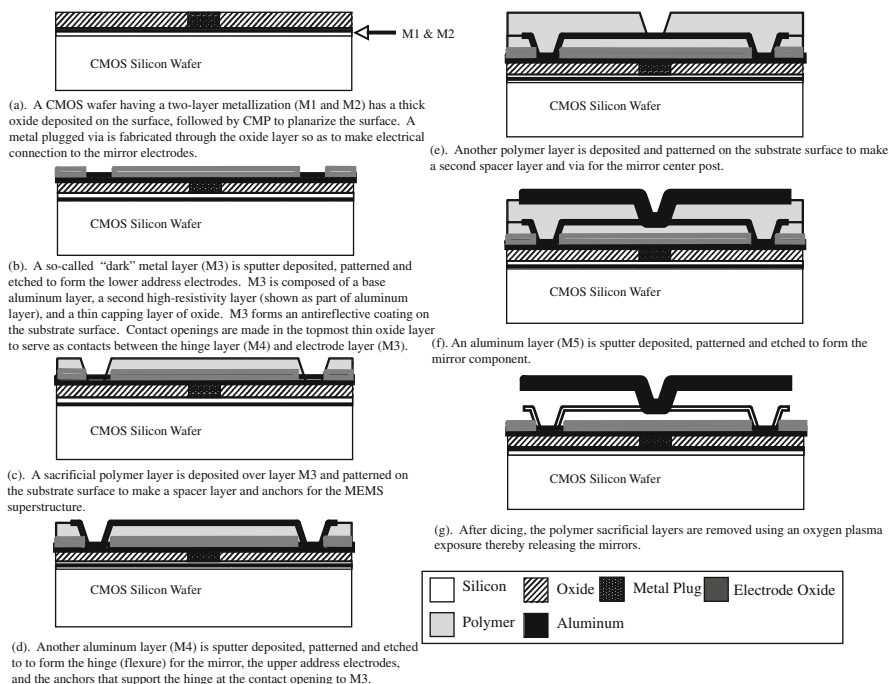 M1 & M2
CMOS Silicon Wafer
(a). A CMOS wafer having a two-layer metallization (M1 and M2) has a thick
oxide deposited on the surface, followed by CMP to planarize the surface. A
metal plugged via is fabricated through the oxide layer so as to make electrical
connection to the mirror electrodes.
CMOS Silicon Wafer
(b). A so-called “dark” metal layer (M3) is sputter deposited, patterned and
etched to form the lower address electrodes. M3 is composed of a base
aluminum layer, a second high-resistivity layer (shown as part of aluminum
layer), and a thin capping layer of oxide. M3 forms an antireflective coating on
the substrate surface. Contact openings are made in the topmost thin oxide layer
to serve as contacts between the hinge layer (M4) and electrode layer (M3).
CMOS Silicon Wafer
(c). A sacrificial polymer layer is deposited over layer M3 and patterned on
the substrate surface to make a spacer layer and anchors for the MEMS
superstructure.
CMOS Silicon Wafer
(d). Another aluminum layer (M4) is sputter deposited, patterned and etched
to to form the hinge (flexure) for the mirror, the upper address electrodes,
and the anchors that support the hinge at the contact opening to M3.
CMOS Silicon Wafer
(e). Another polymer layer is deposited and patterned on the substrate surface to make
a second spacer layer and via for the mirror center post.
CMOS Silicon Wafer
(f). An aluminum layer (M5) is sputter deposited, patterned and etched to form the
mirror component.
CMOS Silicon Wafer
(g). After dicing, the polymer sacrificial layers are removed using an oxygen plasma
exposure thereby releasing the mirrors.
Silicon Oxide Metal Plug Electrode Oxide
Polymer Aluminum